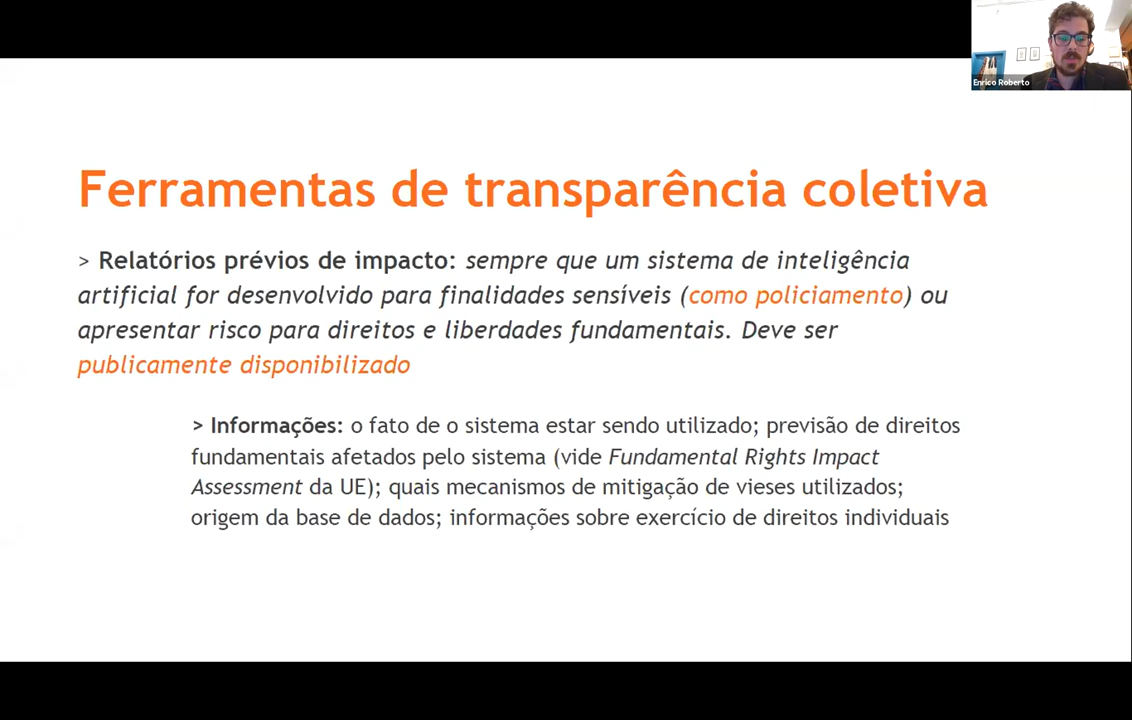 Enrico Roberto
Ferramentas de transparência coletiva
> Relatórios prévios de impacto: sempre que um sistema de inteligência
artificial for desenvolvido para finalidades sensíveis (como policiamento) ou
apresentar risco para direitos e liberdades fundamentais. Deve ser
publicamente disponibilizado
> Informações: o fato de o sistema estar sendo utilizado; previsão de direitos
fundamentais afetados pelo sistema (vide Fundamental Rights Impact
Assessment da UE); quais mecanismos de mitigação de vieses utilizados;
origem da base de dados; informações sobre exercício de direitos individuais